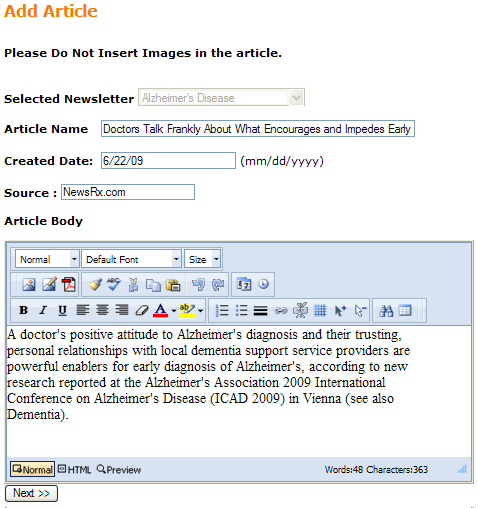 Add Article
Please Do Not Insert Images in the article.
Selected Newsletter Alzheimer's Disease
Article Name Doctors Talk Frankly About What Encourages and Impedes Early
Created Date: 6/22/09 (mm/dd/yyyy)
Source : NewsRx.com
Article Body
Normal Default Font Size
B I U A ab
A doctor's positive attitude to Alzheimer's diagnosis and their trusting,
personal relationships with local dementia support service providers are
powerful enablers for early diagnosis of Alzheimer's, according to new
research reported at the Alzheimer's Association 2009 International
Conference on Alzheimer's Disease (ICAD 2009) in Vienna (see also
Dementia).
Normal HTML Preview Words:48 Characters:363
Next >>